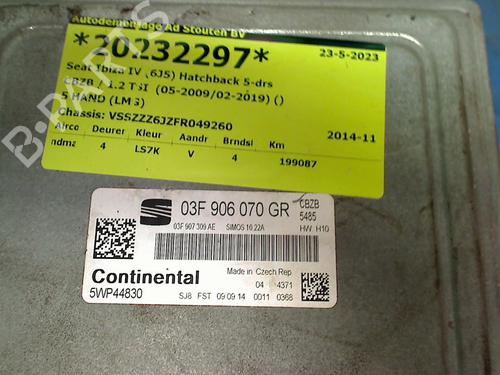 Autodemontage Ad Stouten BV
*20232297*
23-5-2023
Seat Ibiza IV (6J5) Hatchback 5-drs
CBZB / 1.2 TSI (05-2009/02-2019) ()
5 HAND (LM 3)
Chassis: VSSZZZ6JZFR049260
2014-11
Airco Deuren Kleur Aandr Brndst Km
ndma 4 LS7K V 4 199087
B-PARTS
03F 906 070 GR
CBZB
5485
03F 907 309 AE SIMOS 10.22A
HW H10
Continental
Made in Czech Rep
5WP44830
04 4371
SJ8 FST 09 09 14 0011 0368